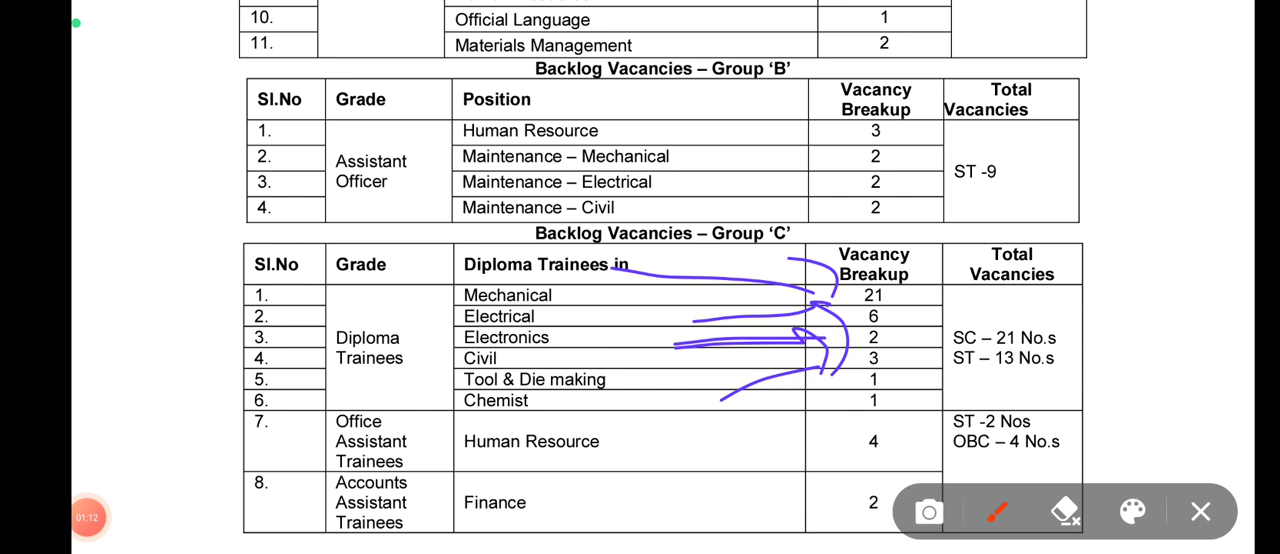 10. Official Language 1
11. Materials Management 2
Backlog Vacancies – Group ‘B’
Sl.No Grade Position Vacancy Breakup Total Vacancies
1. Assistant Officer Human Resource 3 ST -9
2. Maintenance – Mechanical 2
3. Maintenance – Electrical 2
4. Maintenance – Civil 2
Backlog Vacancies – Group ‘C’
Sl.No Grade Diploma Trainees in Vacancy Breakup Total Vacancies
1. Diploma Trainees Mechanical 21 SC – 21 No.s ST – 13 No.s
2. Electrical 6
3. Electronics 2
4. Civil 3
5. Tool & Die making 1
6. Chemist 1
7. Office Assistant Trainees Human Resource 4 ST -2 Nos OBC – 4 No.s
8. Accounts Assistant Trainees Finance 2
01:12